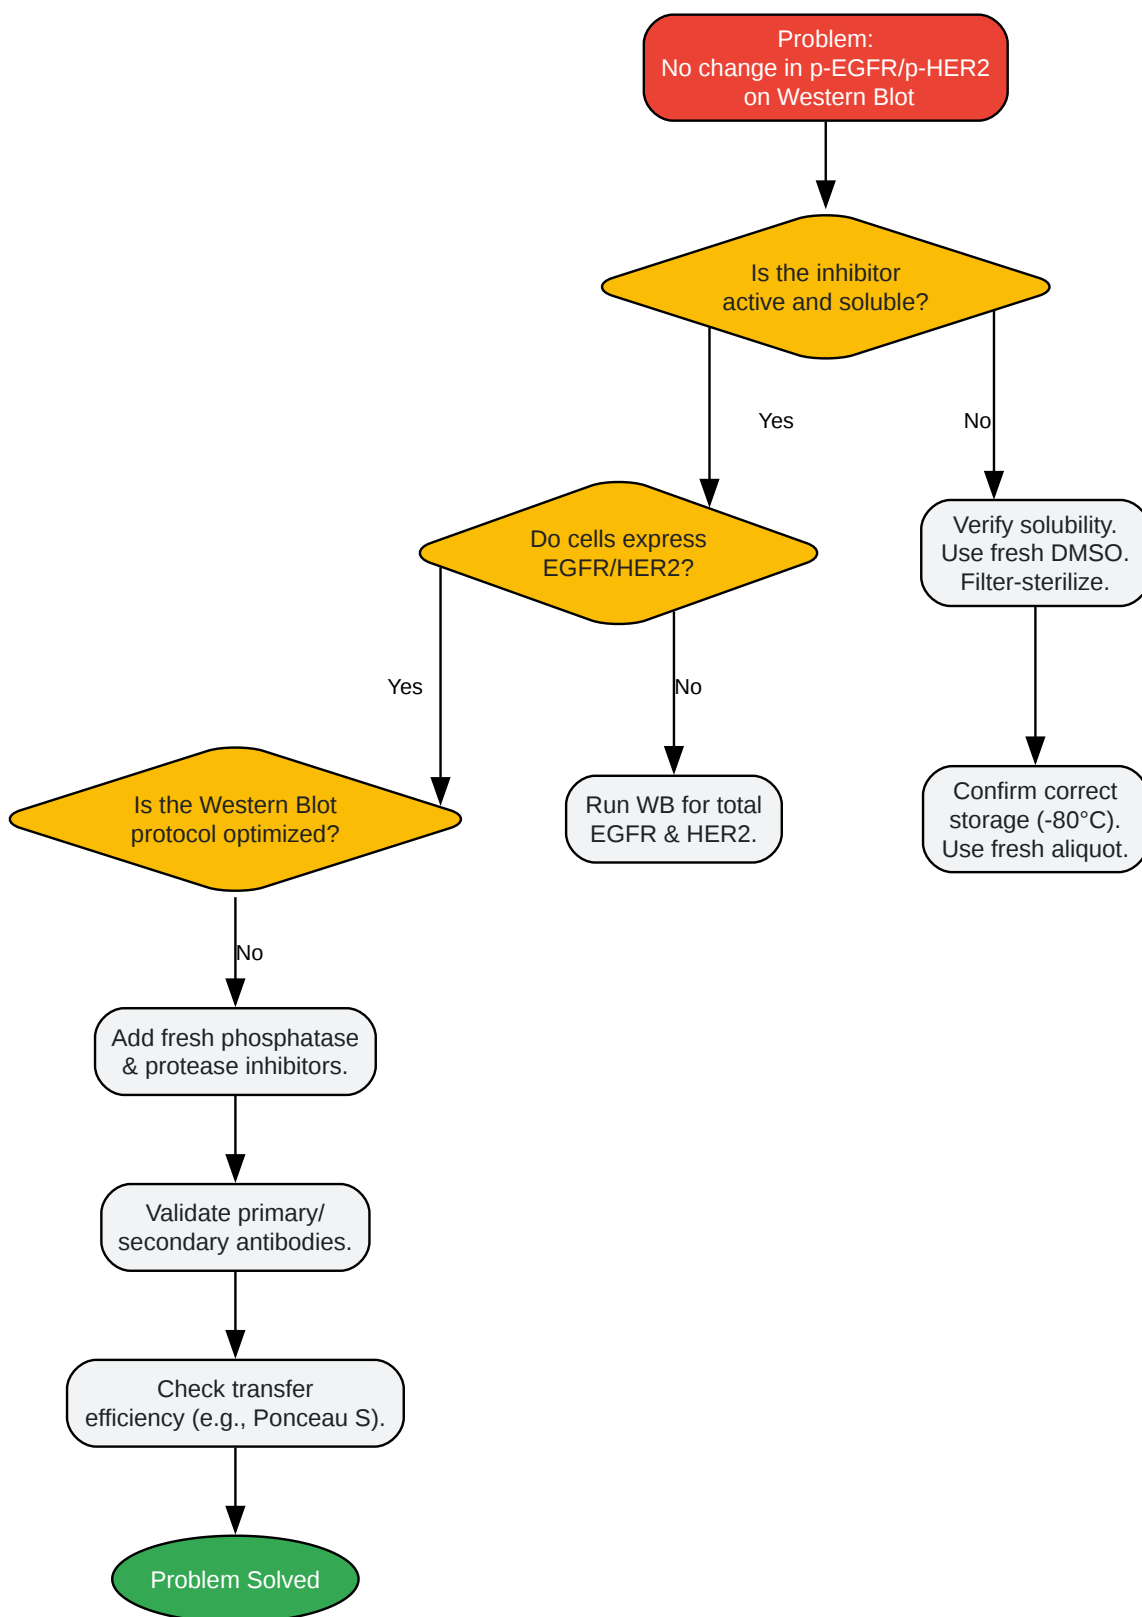 Problem:
No change in p-EGFR/p-HER2
on Western Blot
Is the inhibitor
active and soluble?
Yes
No
Do cells express
EGFR/HER2?
Verify solubility.
Use fresh DMSO.
Filter-sterilize.
Yes
No
Is the Western Blot
protocol optimized?
Run WB for total
EGFR & HER2.
Confirm correct
storage (-80°C).
Use fresh aliquot.
No
Add fresh phosphatase
& protease inhibitors.
Validate primary/
secondary antibodies.
Check transfer
efficiency (e.g., Ponceau S).
Problem Solved